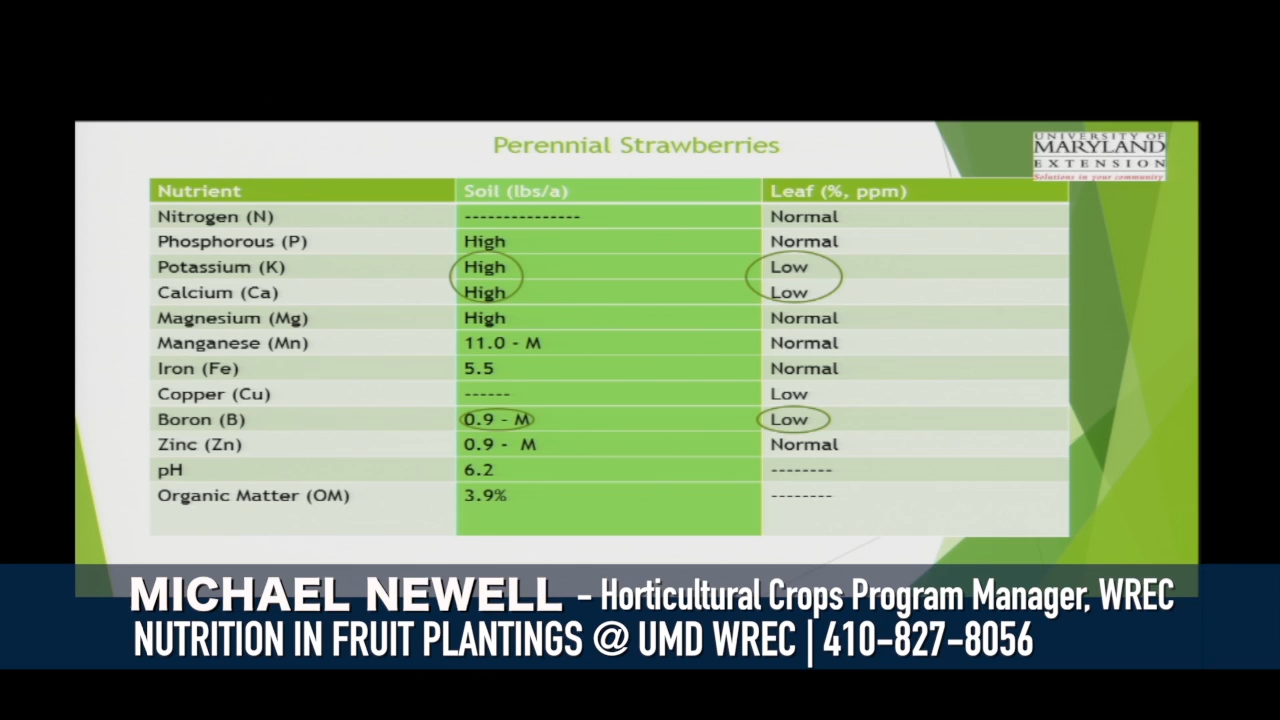 Perennial Strawberries
UNIVERSITY OF
MARYLAND
EXTENSION
Solutions in your community
Nutrient Soil (lbs/a) Leaf (%, ppm)
Nitrogen (N) --------------- Normal
Phosphorous (P) High Normal
Potassium (K) High Low
Calcium (Ca) High Low
Magnesium (Mg) High Normal
Manganese (Mn) 11.0 - M Normal
Iron (Fe) 5.5 Normal
Copper (Cu) ------ Low
Boron (B) 0.9 - M Low
Zinc (Zn) 0.9 - M Normal
pH 6.2 --------
Organic Matter (OM) 3.9% --------
MICHAEL NEWELL - Horticultural Crops Program Manager, WREC
NUTRITION IN FRUIT PLANTINGS @ UMD WREC | 410-827-8056